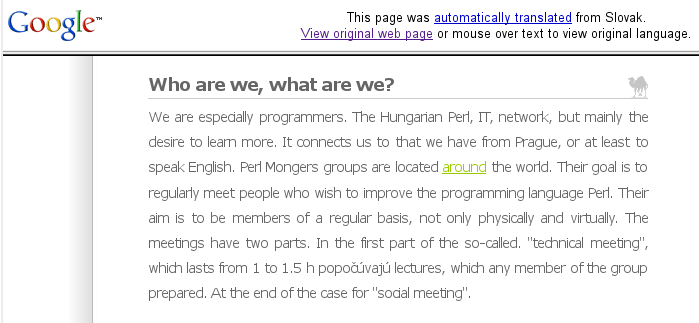 Google™
This page was automatically translated from Slovak.
View original web page or mouse over text to view original language.
Who are we, what are we?
We are especially programmers. The Hungarian Perl, IT, network, but mainly the
desire to learn more. It connects us to that we have from Prague, or at least to
speak English. Perl Mongers groups are located around the world. Their goal is to
regularly meet people who wish to improve the programming language Perl. Their
aim is to be members of a regular basis, not only physically and virtually. The
meetings have two parts. In the first part of the so-called. "technical meeting",
which lasts from 1 to 1.5 h popočúvajú lectures, which any member of the group
prepared. At the end of the case for "social meeting".